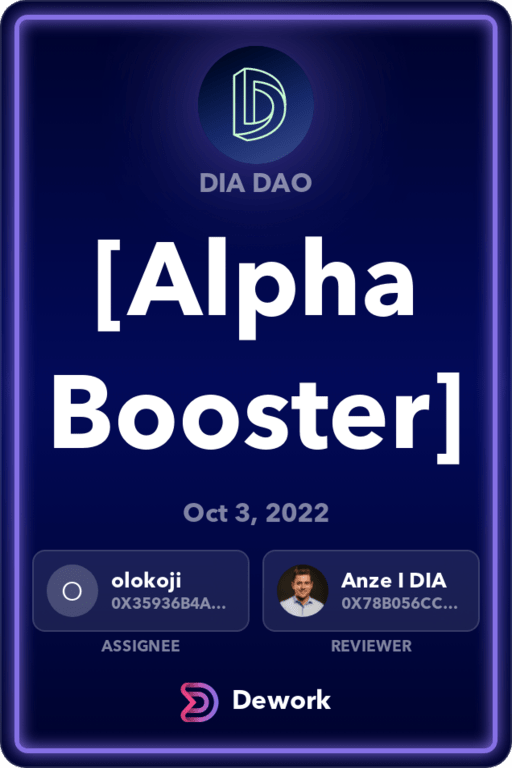 DIA DAO
[Alpha
Booster]
Oct 3, 2022
O
olokoji
0X35936B4A...
ASSIGNEE
Anze I DIA
0X78B056CC...
REVIEWER
Dework